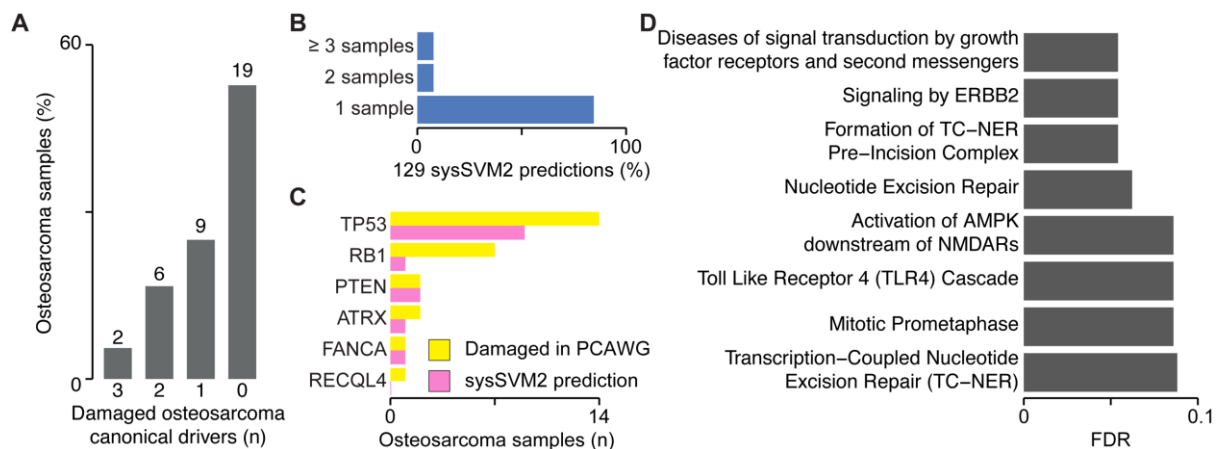 A
60
Osteosarcoma samples (%)
0
2
6
9
19
3
2
1
0
Damaged osteosarcoma
canonical drivers (n)
B
≥ 3 samples
2 samples
1 sample
0
100
129 sysSVM2 predictions (%)
C
TP53
RB1
PTEN
ATRX
FANCA
RECQL4
Damaged in PCAWG
sysSVM2 prediction
0
14
Osteosarcoma samples (n)
D
Diseases of signal transduction by growth
factor receptors and second messengers
Signaling by ERBB2
Formation of TC−NER
Pre−Incision Complex
Nucleotide Excision Repair
Activation of AMPK
downstream of NMDARs
Toll Like Receptor 4 (TLR4) Cascade
Mitotic Prometaphase
Transcription−Coupled Nucleotide
Excision Repair (TC−NER)
0
0.1
FDR